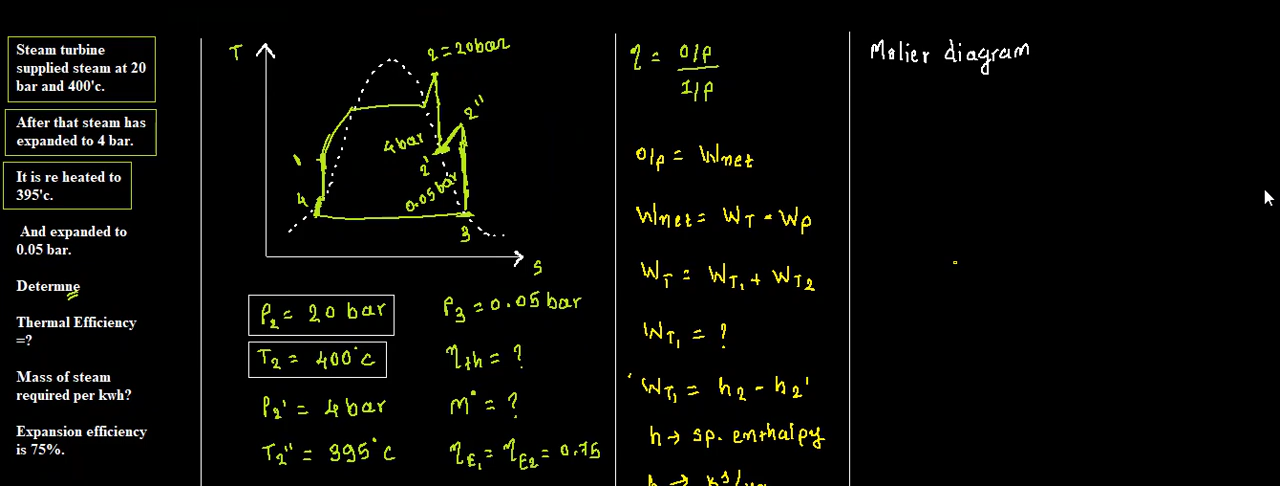 Steam turbine
supplied steam at 20
bar and 400'c.
After that steam has
expanded to 4 bar.
It is re heated to
395'c.
And expanded to
0.05 bar.
Determne
Thermal Efficiency
=?
Mass of steam
required per kwh?
Expansion efficiency
is 75%.
T
2 = 20 bar
2"
4 bar
2'
1
0.05 bar
4
3
S
P2 = 20 bar
T2 = 400°c
P2' = 4 bar
T2" = 395°c
P3 = 0.05 bar
ηth = ?
m° = ?
ηE1 = ηE2 = 0.75
η = O/P
I/P
O/P = Wnet
Wnet = WT - WP
WT = WT1 + WT2
WT1 = ?
WT1 = h2 - h2'
h → sp. enthalpy
Molier diagram